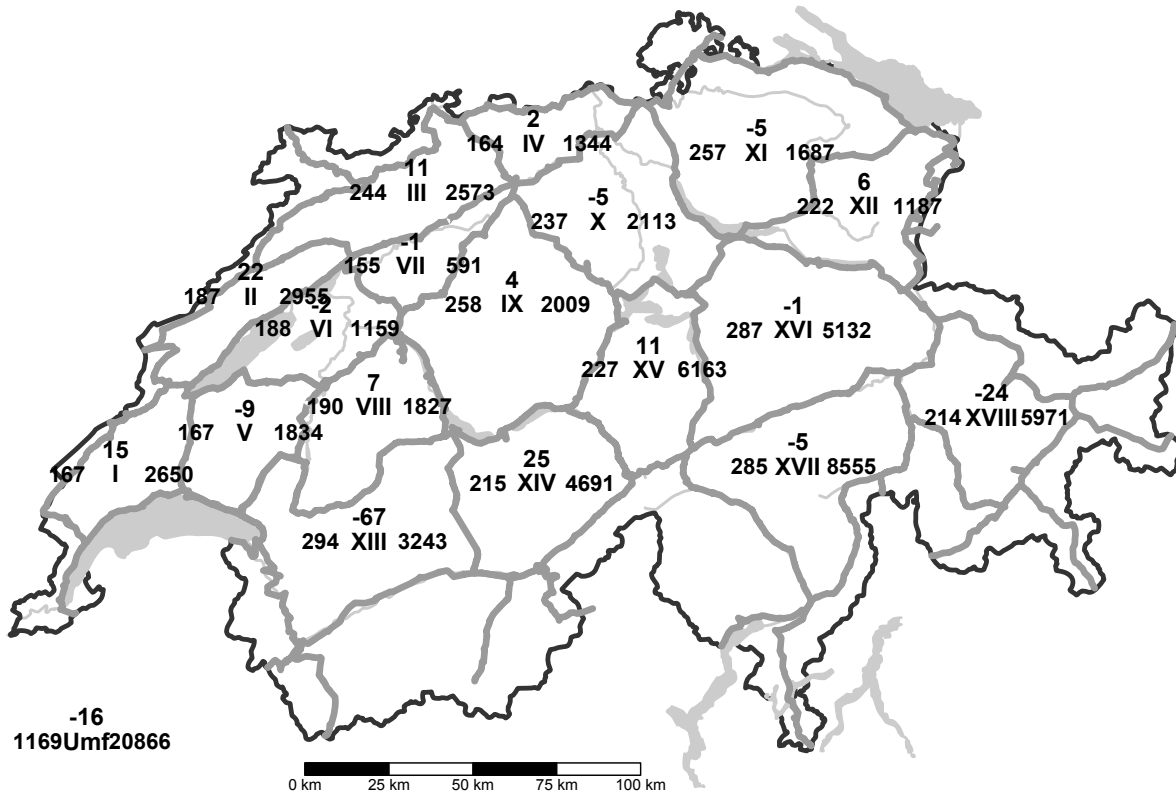 2
164 IV 1344
-5
257 XI 1687
11
244 III 2573
6
222 XII 1187
-5
237 X 2113
-1
155 VII 591
22
187 II 2955
4
258 IX 2009
-2
188 VI 1159
-1
287 XVI 5132
11
227 XV 6163
7
190 VIII 1827
-24
214 XVIII 5971
-9
167 V 1834
15
167 I 2650
-5
285 XVII 8555
25
215 XIV 4691
-67
294 XIII 3243
-16
1169Umf20866
0 km 25 km 50 km 75 km 100 km